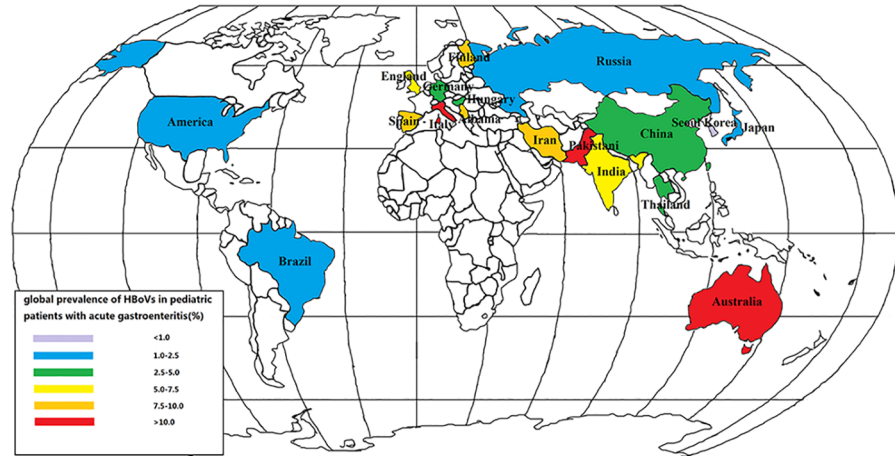 Finland
Russia
England
Germany
Hungary
America
Spain
Italy
Albania
Seoul Korea
China
Japan
Iran
Pakistani
India
Thailand
Brazil
Australia
global prevalence of HBoVs in pediatric
patients with acute gastroenteritis(%)
<1.0
1.0-2.5
2.5-5.0
5.0-7.5
7.5-10.0
>10.0